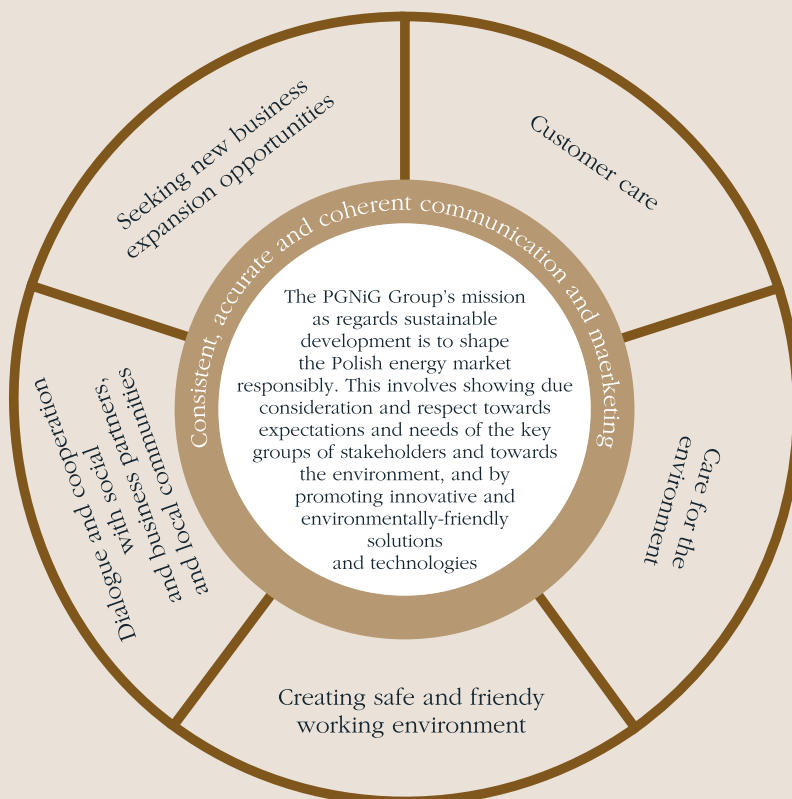 Seeking new business
expansion opportunities
Customer care
Consistent, accurate and coherent communication and maerketing
The PGNiG Group’s mission
as regards sustainable
development is to shape
the Polish energy market
responsibly. This involves showing due
consideration and respect towards
expectations and needs of the key
groups of stakeholders and towards
the environment, and by
promoting innovative and
environmentally-friendly
solutions
and technologies
Dialogue and cooperation
with social
and business partners,
and local communities
Care for the
environment
Creating safe and friendy
working environment